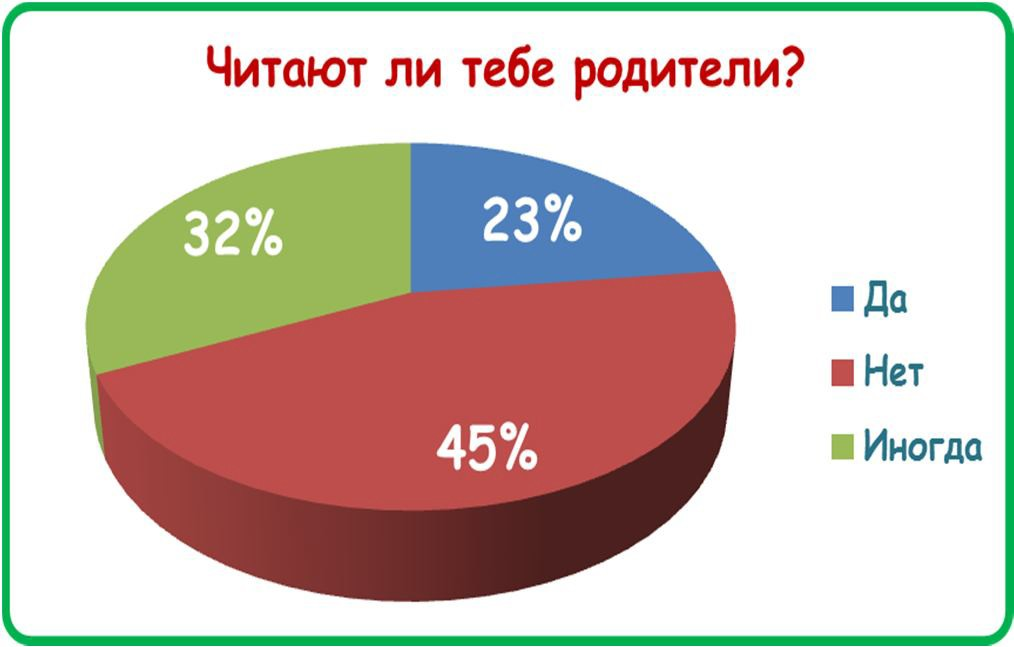 Читают ли тебе родители?
32%
23%
45%
Да
Нет
Иногда